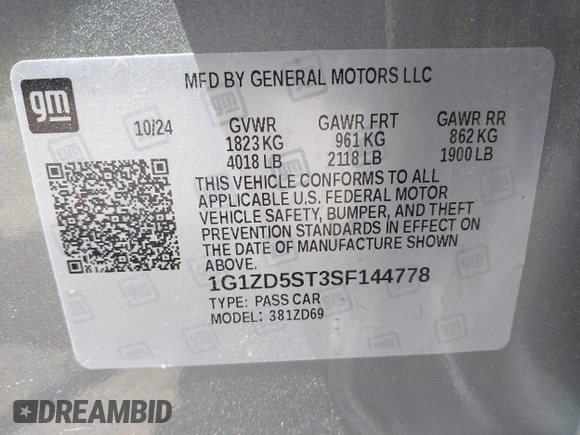 MFD BY GENERAL MOTORS LLC
gm
10/24 GVWR GAWR FRT GAWR RR
1823 KG 961 KG 862 KG
4018 LB 2118 LB 1900 LB
THIS VEHICLE CONFORMS TO ALL
APPLICABLE U.S. FEDERAL MOTOR
VEHICLE SAFETY, BUMPER, AND THEFT
PREVENTION STANDARDS IN EFFECT ON
THE DATE OF MANUFACTURE SHOWN
ABOVE.
1G1ZD5ST3SF144778
TYPE: PASS CAR
MODEL: 381ZD69
DREAMBID